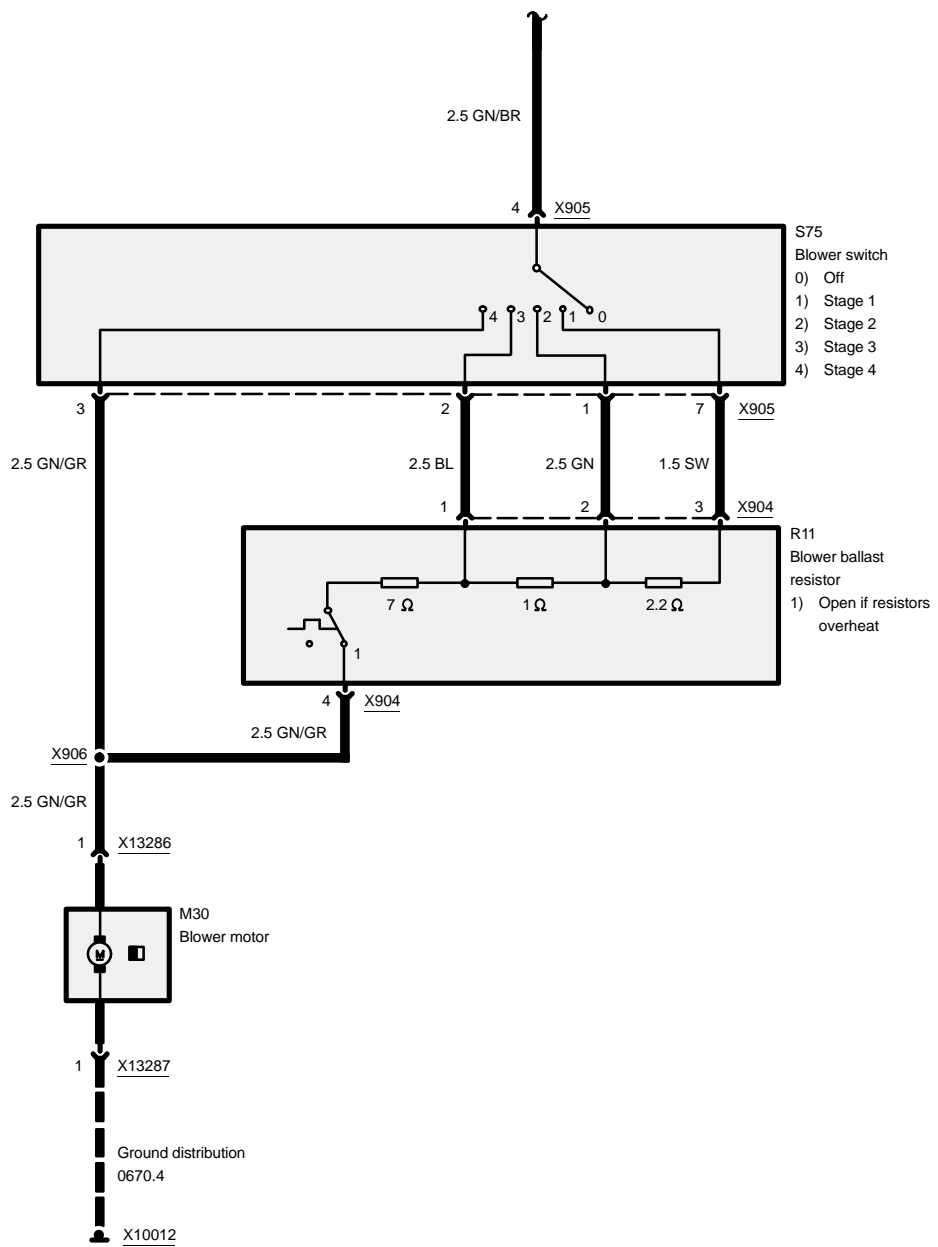 2.5 GN/BR
4 X905
S75
Blower switch
0) Off
1) Stage 1
2) Stage 2
3) Stage 3
4) Stage 4
4 3 2 1 0
3 2 1 7 X905
2.5 GN/GR 2.5 BL 2.5 GN 1.5 SW
1 2 3 X904
R11
Blower ballast
resistor
1) Open if resistors
overheat
7 Ω 1 Ω 2.2 Ω
1
4 X904
2.5 GN/GR
X906
2.5 GN/GR
1 X13286
M30
Blower motor
M
1 X13287
Ground distribution
0670.4
X10012